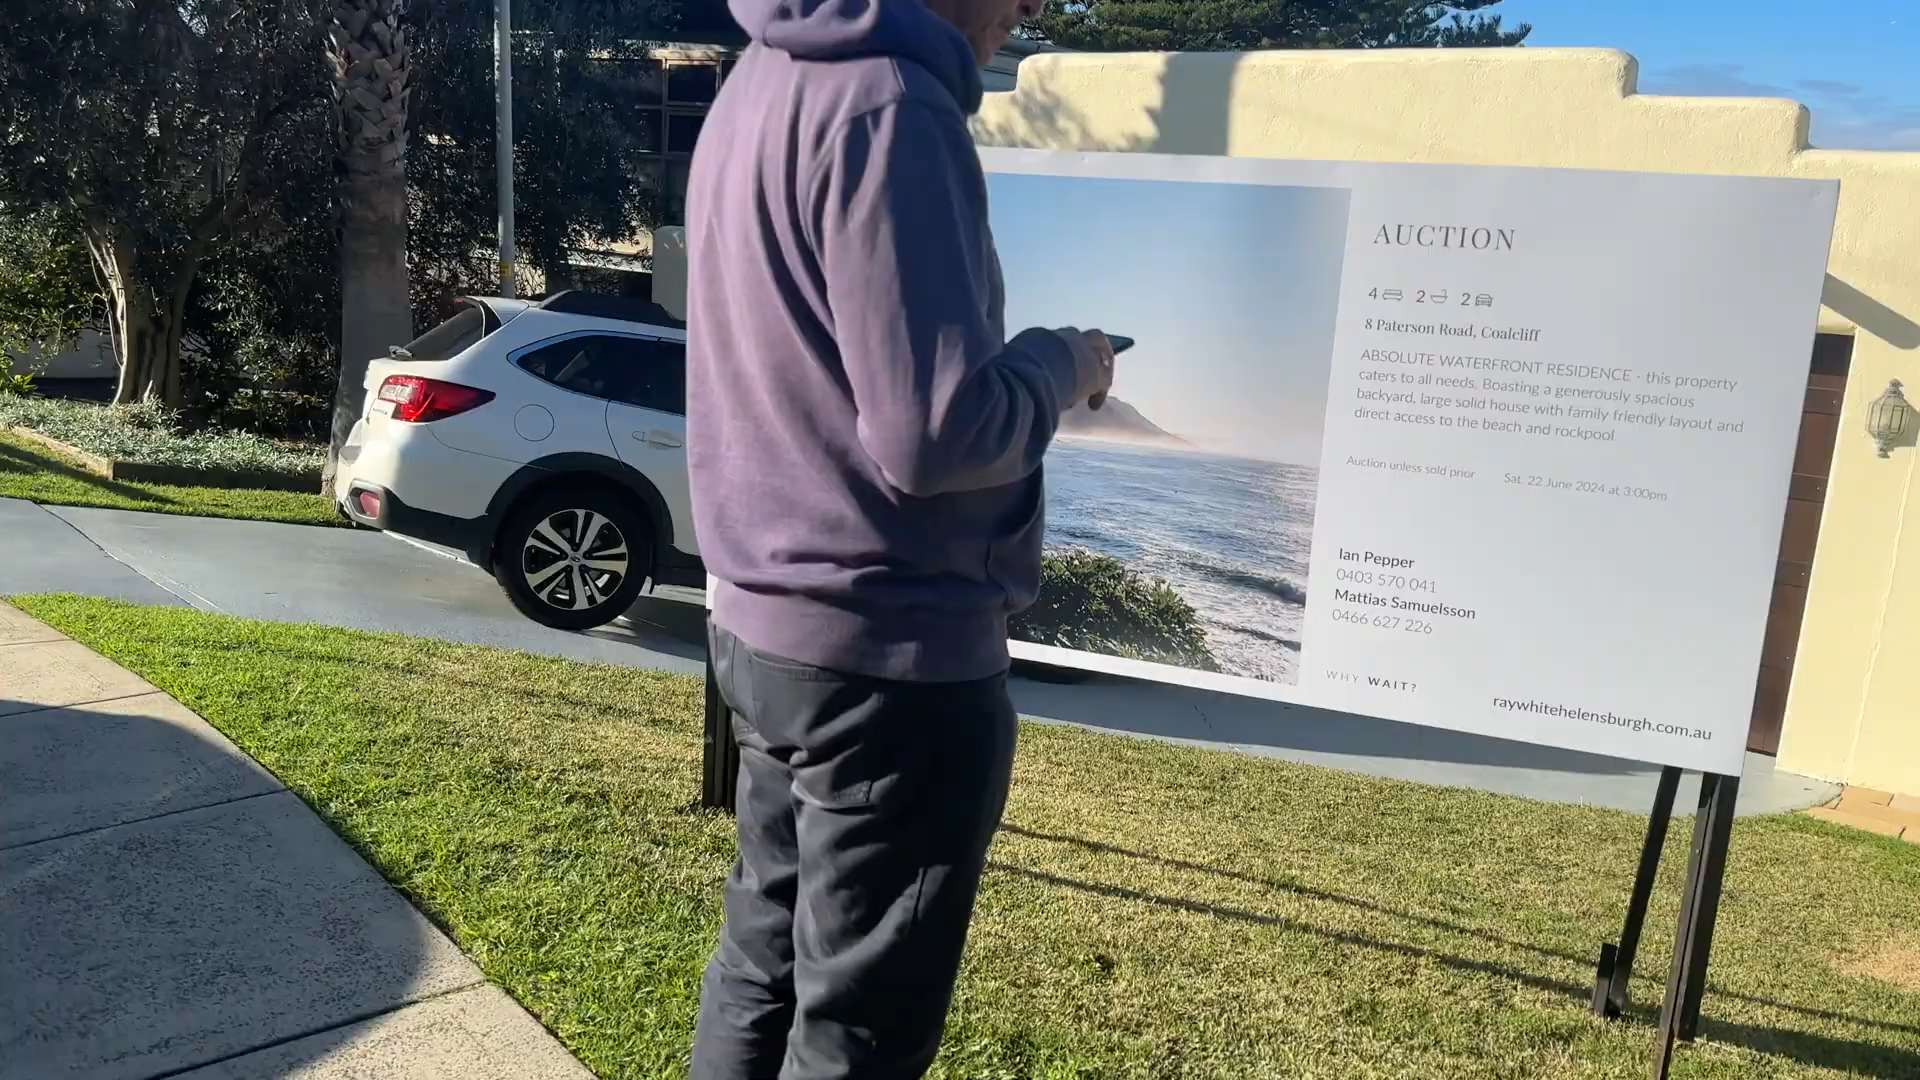 AUCTION
4 2 2
8 Paterson Road, Coalcliff
ABSOLUTE WATERFRONT RESIDENCE - this property
caters to all needs. Boasting a generously spacious
backyard, large solid house with family friendly layout and
direct access to the beach and rockpool.
Auction unless sold prior Sat. 22 June 2024 at 3:00pm
Ian Pepper
0403 570 041
Mattias Samuelsson
0466 627 226
WHY WAIT?
raywhitehelensburgh.com.au